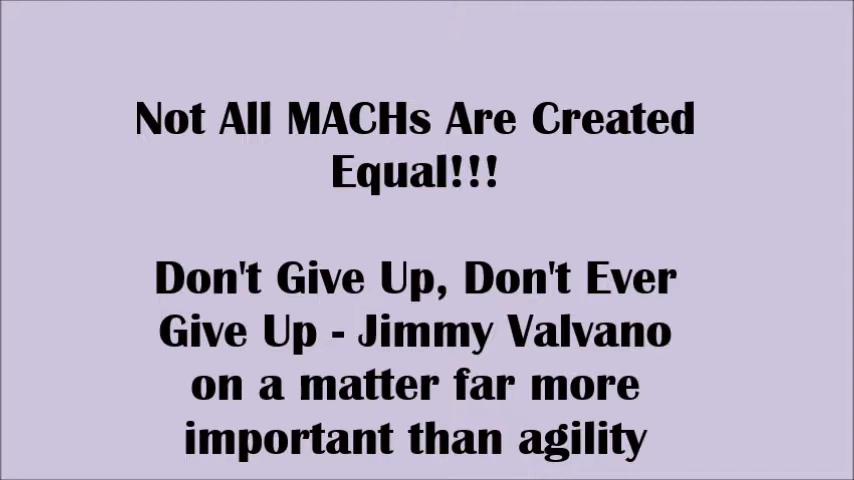 Not All MACHs Are Created
Equal!!!
Don't Give Up, Don't Ever
Give Up - Jimmy Valvano
on a matter far more
important than agility